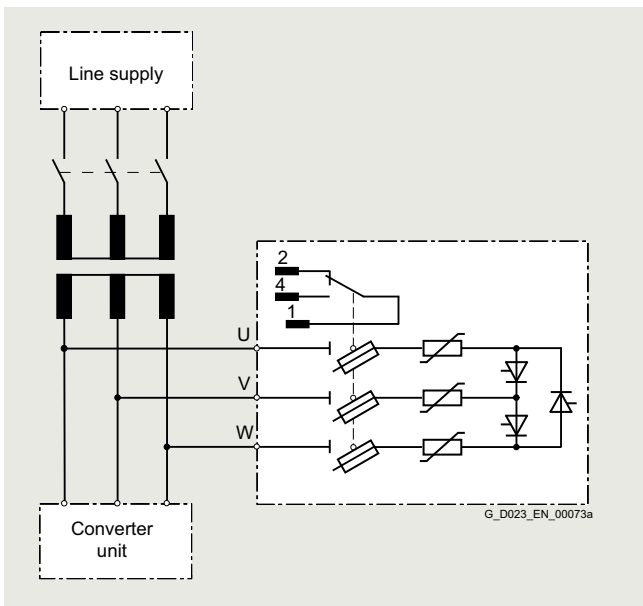 Line supply
2
4
1
U
V
W
G_D023_EN_00073a
Converter
unit